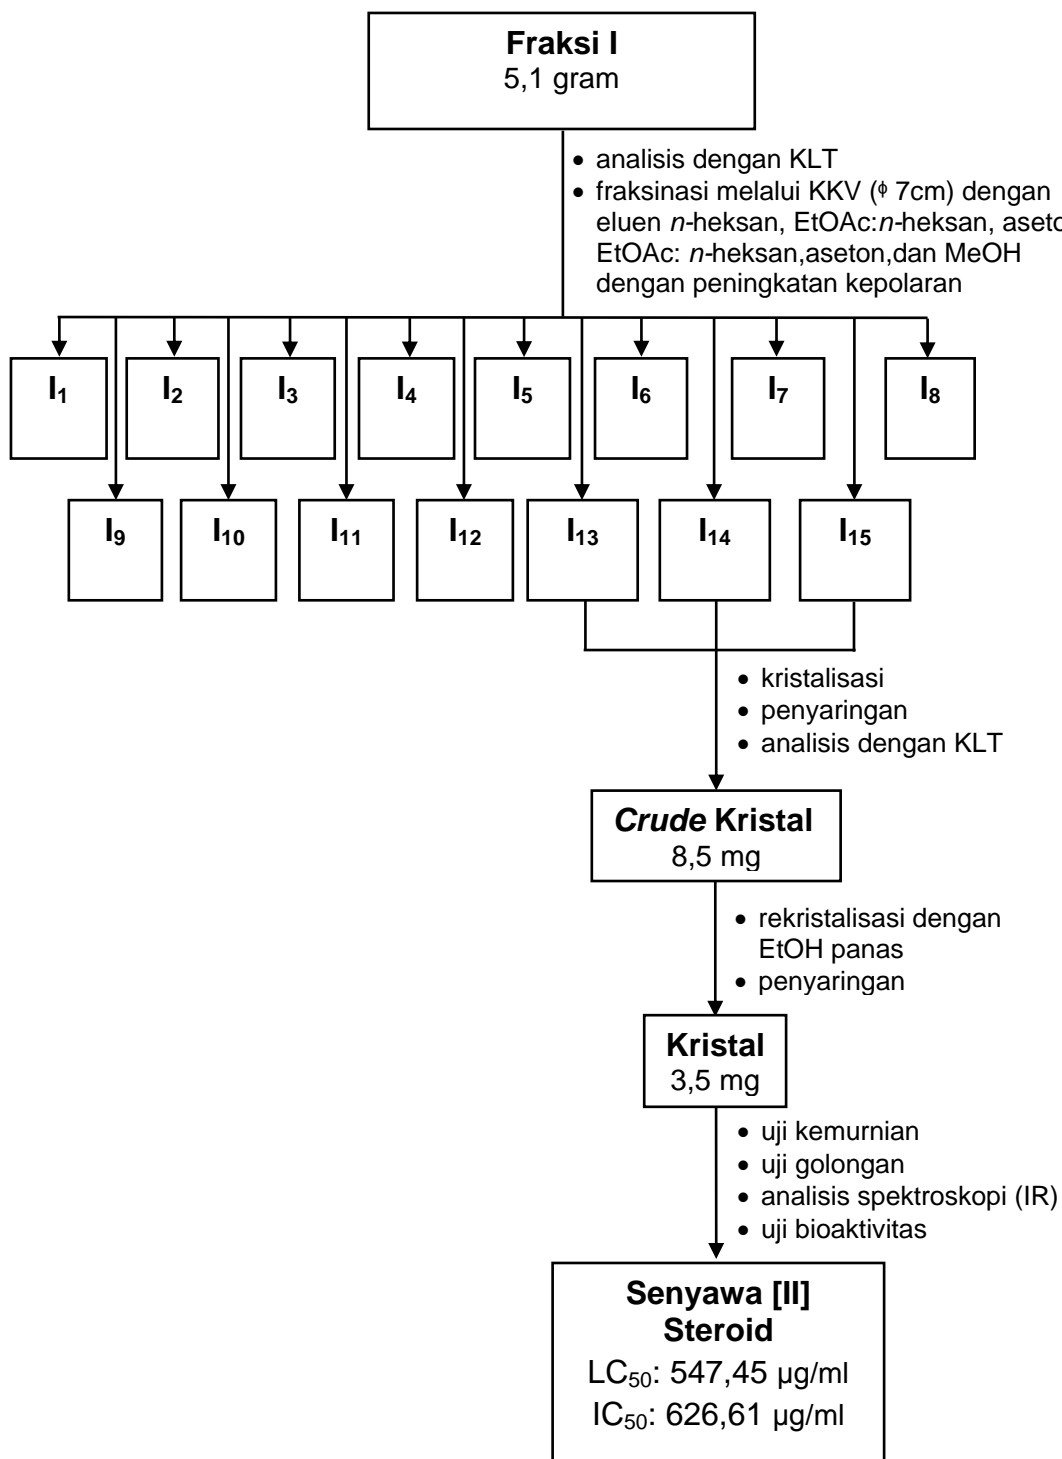 Fraksi I
5,1 gram
• analisis dengan KLT
• fraksinasi melalui KKV (ϕ 7cm) dengan
eluen n-heksan, EtOAc:n-heksan,
EtOAc: n-heksan,aseton,dan MeOH
dengan peningkatan kepolaran
I₁ I₂ I₃ I₄ I₅ I₆ I₇ I₈
I₉ I₁₀ I₁₁ I₁₂ I₁₃ I₁₄ I₁₅
• kristalisasi
• penyaringan
• analisis dengan KLT
Crude Kristal
8,5 mg
• rekristalisasi dengan
EtOH panas
• penyaringan
Kristal
3,5 mg
• uji kemurnian
• uji golongan
• analisis spektroskopi (IR)
• uji bioaktivitas
Senyawa [II]
Steroid
LC₅₀: 547,45 µg/ml
IC₅₀: 626,61 µg/ml